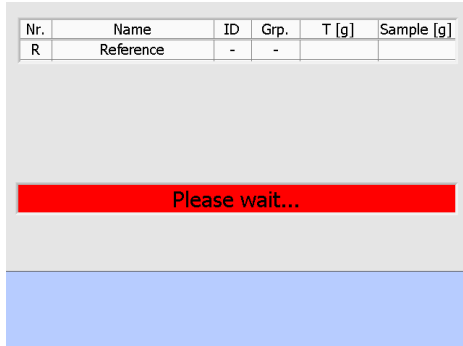 Nr. Name ID Grp. T [g] Sample [g]
R Reference - -
Please wait...